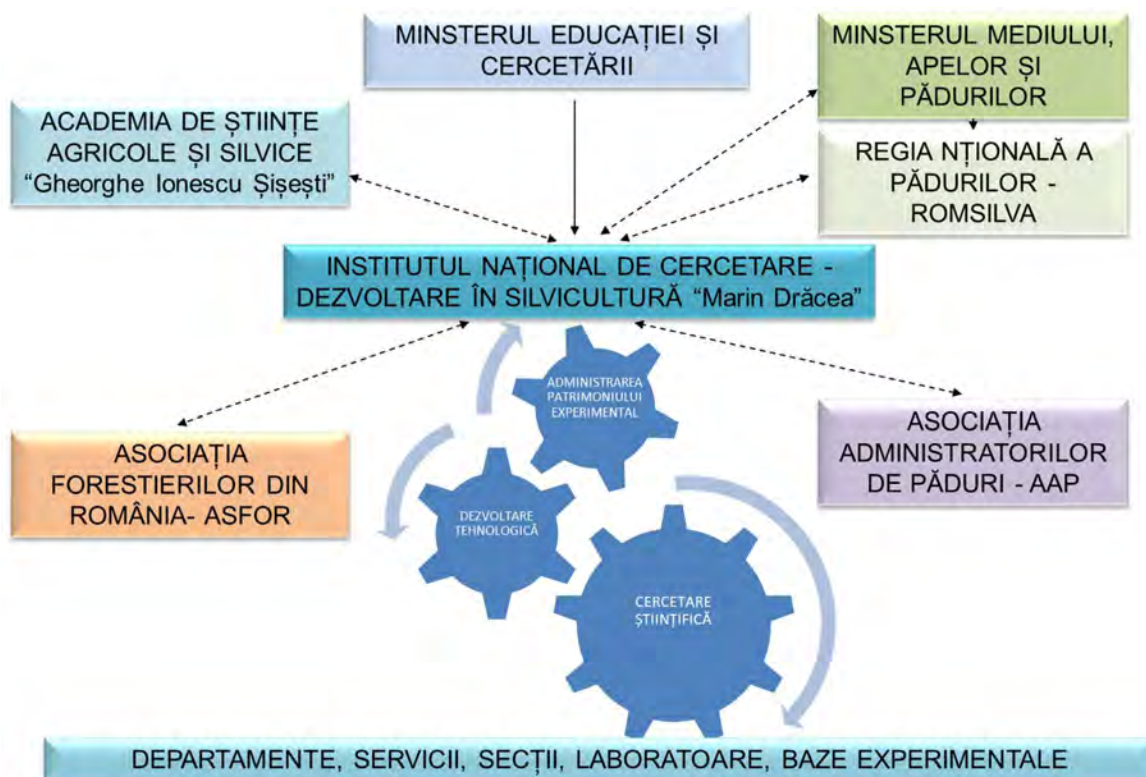 MINSTERUL EDUCAȚIEI ȘI
CERCETĂRII
MINSTERUL MEDIULUI,
APELOR ȘI
PĂDURILOR
ACADEMIA DE ȘTIINȚE
AGRICOLE ȘI SILVICE
“Gheorghe Ionescu Șișești”
REGIA NȚIONALĂ A
PĂDURILOR -
ROMSILVA
INSTITUTUL NAȚIONAL DE CERCETARE -
DEZVOLTARE ÎN SILVICULTURĂ “Marin Drăcea”
ADMINISTRAREA
PATRIMONIULUI
EXPERIMENTAL
ASOCIAȚIA
FORESTIERILOR DIN
ROMÂNIA- ASFOR
ASOCIAȚIA
ADMINISTRATORILOR
DE PĂDURI - AAP
DEZVOLTARE
TEHNOLOGICĂ
CERCETARE
ȘTIINȚIFICĂ
DEPARTAMENTE, SERVICII, SECȚII, LABORATOARE, BAZE EXPERIMENTALE